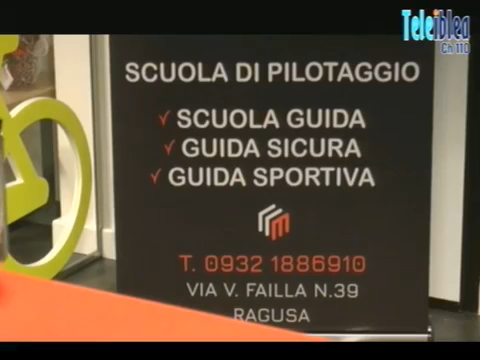 Teleiblea
Ch 110
SCUOLA DI PILOTAGGIO
✓ SCUOLA GUIDA
✓ GUIDA SICURA
✓ GUIDA SPORTIVA
T. 0932 1886910
VIA V. FAILLA N.39
RAGUSA